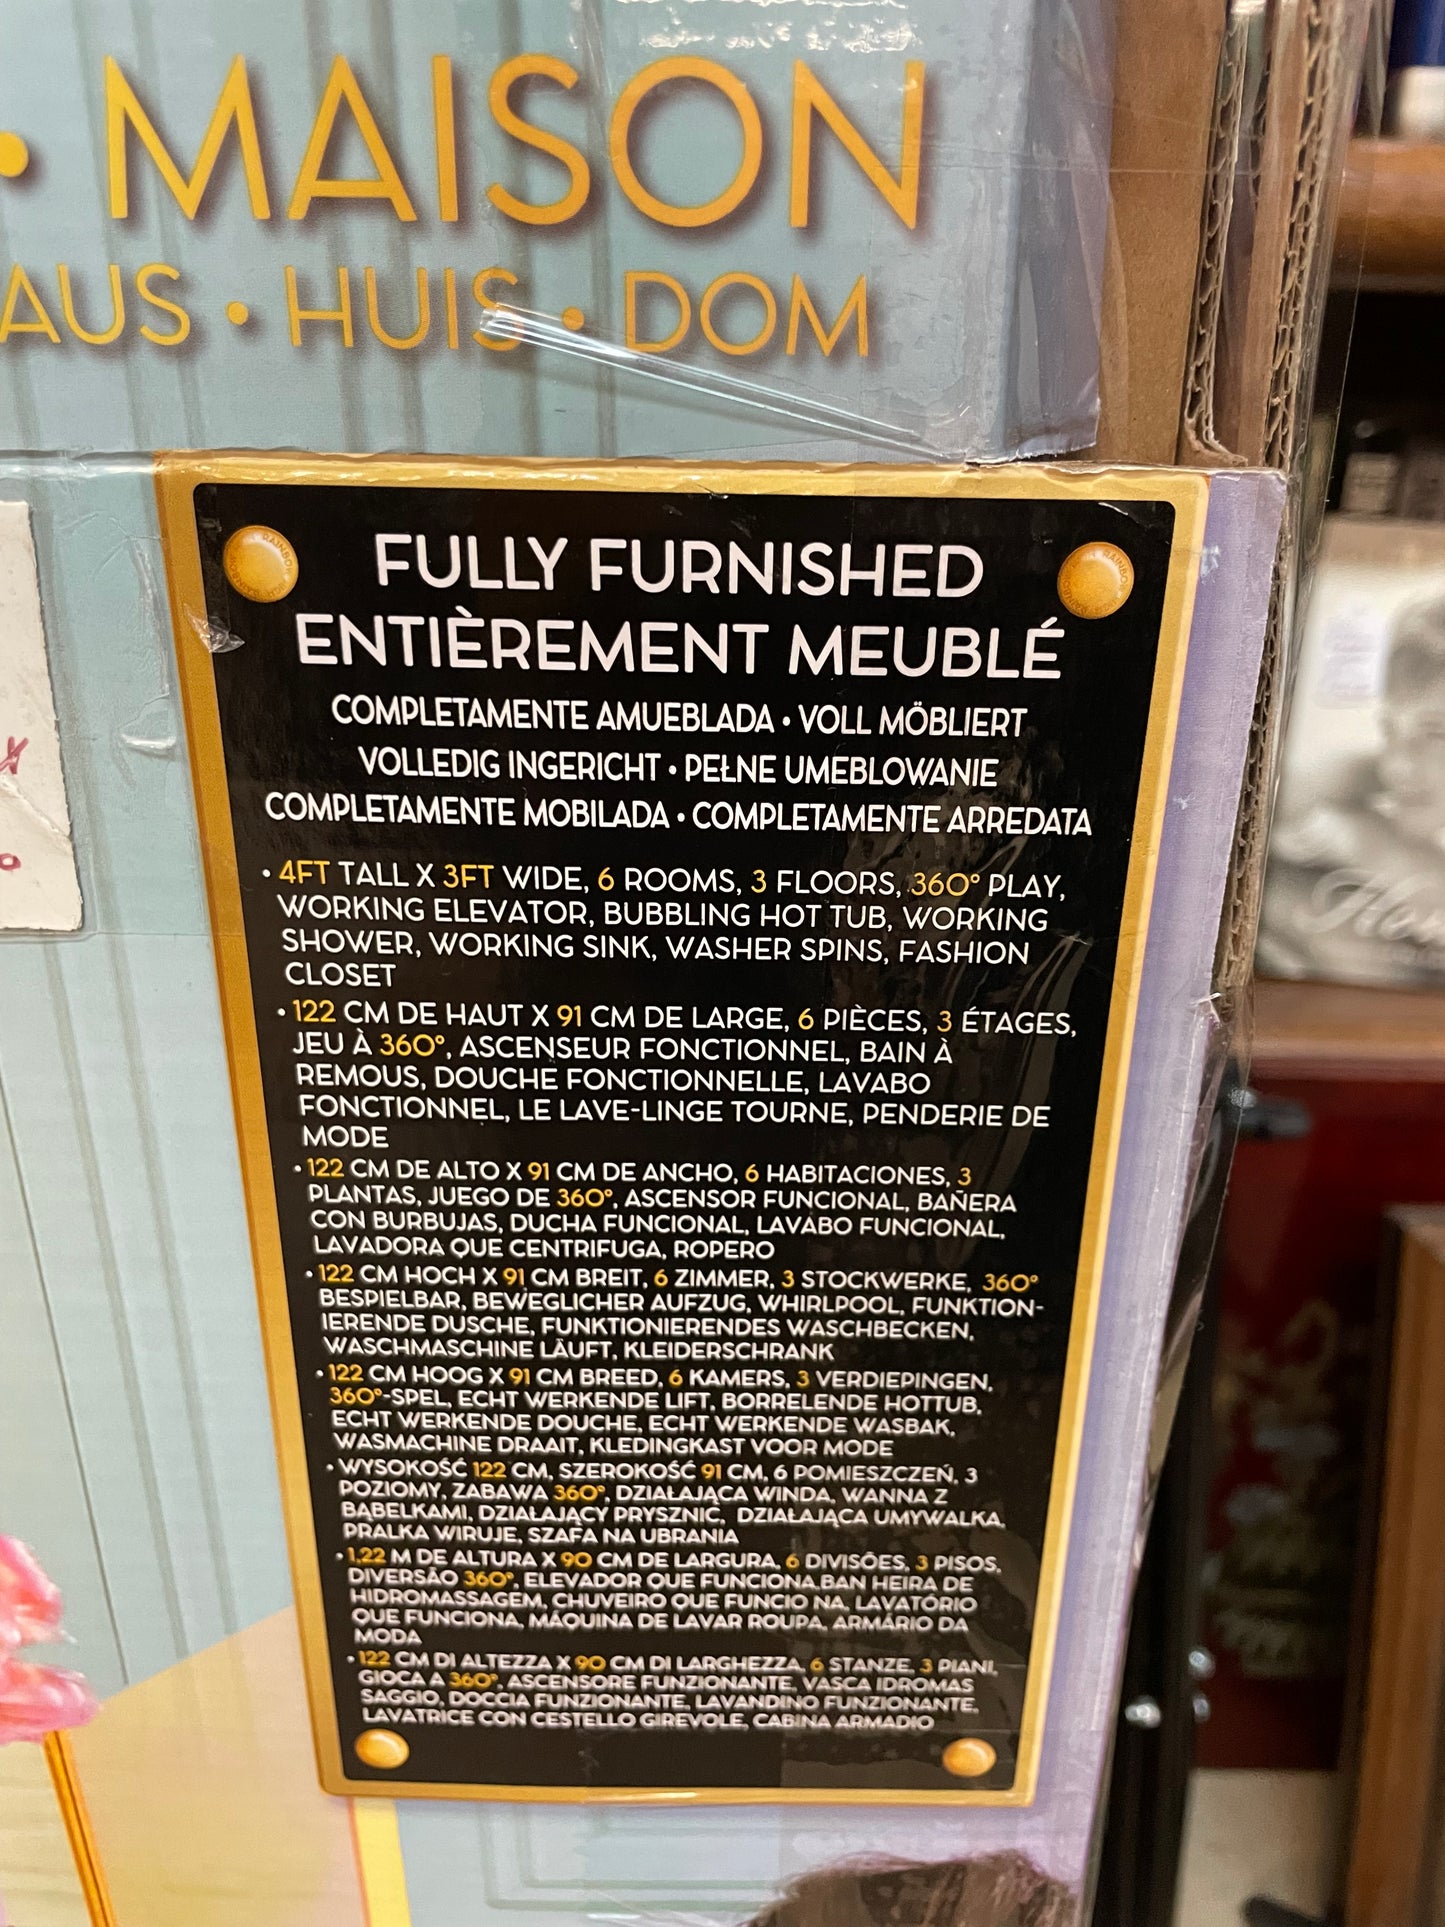 • MAISON
AUS • HUIS • DOM
FULLY FURNISHED
ENTIÈREMENT MEUBLÉ
COMPLETAMENTE AMUEBLADA • VOLL MÖBLIERT
VOLLEDIG INGERICHT • PEŁNE UMEBLOWANIE
COMPLETAMENTE MOBILADA • COMPLETAMENTE ARREDATA
• 4FT TALL X 3FT WIDE, 6 ROOMS, 3 FLOORS, 360° PLAY,
WORKING ELEVATOR, BUBBLING HOT TUB, WORKING
SHOWER, WORKING SINK, WASHER SPINS, FASHION
CLOSET
• 122 CM DE HAUT X 91 CM DE LARGE, 6 PIÈCES, 3 ÉTAGES,
JEU À 360°, ASCENSEUR FONCTIONNEL, BAIN À
REMOUS, DOUCHE FONCTIONNELLE, LAVABO
FONCTIONNEL, LE LAVE-LINGE TOURNE, PENDERIE DE
MODE
• 122 CM DE ALTO X 91 CM DE ANCHO, 6 HABITACIONES, 3
PLANTAS, JUEGO DE 360°, ASCENSOR FUNCIONAL, BAÑERA
CON BURBUJAS, DUCHA FUNCIONAL, LAVABO FUNCIONAL,
LAVADORA QUE CENTRIFUGA, ROPERO
• 122 CM HOCH X 91 CM BREIT, 6 ZIMMER, 3 STOCKWERKE, 360°
BESPIELBAR, BEWEGLICHER AUFZUG, WHIRLPOOL, FUNKTION-
IERENDE DUSCHE, FUNKTIONIERENDES WASCHBECKEN,
WASCHMASCHINE LÄUFT, KLEIDERSCHRANK
• 122 CM HOOG X 91 CM BREED, 6 KAMERS, 3 VERDIEPINGEN,
360°-SPEL, ECHT WERKENDE LIFT, BORRELENDE HOTTUB,
ECHT WERKENDE DOUCHE, ECHT WERKENDE WASBAK,
WASMACHINE DRAAIT, KLEDINGKAST VOOR MODE
• WYSOKOŚĆ 122 CM, SZEROKOŚĆ 91 CM, 6 POMIESZCZEŃ, 3
POZIOMY, ZABAWA 360°, DZIAŁAJĄCA WINDA, WANNA Z
BĄBELKAMI, DZIAŁAJĄCY PRYSZNIC, DZIAŁAJĄCA UMYWALKA,
PRALKA WIRUJE, SZAFA NA UBRANIA
• 1,22 M DE ALTURA X 90 CM DE LARGURA, 6 DIVISÕES, 3 PISOS,
DIVERSÃO 360°, ELEVADOR QUE FUNCIONA,BAN HEIRA DE
HIDROMASSAGEM, CHUVEIRO QUE FUNCIO NA, LAVATÓRIO
QUE FUNCIONA, MÁQUINA DE LAVAR ROUPA, ARMÁRIO DA
MODA
• 122 CM DI ALTEZZA X 90 CM DI LARGHEZZA, 6 STANZE, 3 PIANI,
GIOCA A 360°, ASCENSORE FUNZIONANTE, VASCA IDROMAS
SAGGIO, DOCCIA FUNZIONANTE, LAVANDINO FUNZIONANTE,
LAVATRICE CON CESTELLO GIREVOLE, CABINA ARMADIO